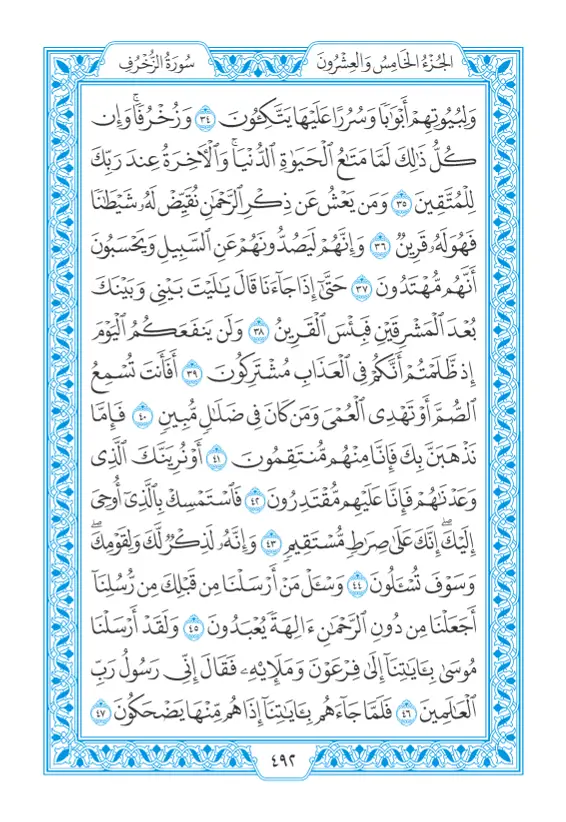 الجُزْءُ الخَامِسُ وَالعِشْرُونَ
سُورَةُ الزُّخْرُفِ
وَلِبُيُوتِهِمْ أَبْوَٰبًا وَسُرُرًا عَلَيْهَا يَتَّكِـُٔونَ ٣٤ وَزُخْرُفًاۚ وَإِن
كُلُّ ذَٰلِكَ لَمَّا مَتَٰعُ ٱلْحَيَوٰةِ ٱلدُّنْيَاۚ وَٱلْأَخِرَةُ عِندَ رَبِّكَ
لِلْمُتَّقِينَ ٣٥ وَمَن يَعْشُ عَن ذِكْرِ ٱلرَّحْمَٰنِ نُقَيِّضْ لَهُۥ شَيْطَٰنًا
فَهُوَ لَهُۥ قَرِينٌ ٣٦ وَإِنَّهُمْ لَيَصُدُّونَهُمْ عَنِ ٱلسَّبِيلِ وَيَحْسَبُونَ
أَنَّهُم مُّهْتَدُونَ ٣٧ حَتَّىٰٓ إِذَا جَآءَنَا قَالَ يَٰلَيْتَ بَيْنِى وَبَيْنَكَ
بُعْدَ ٱلْمَشْرِقَيْنِ فَبِئْسَ ٱلْقَرِينُ ٣٨ وَلَن يَنفَعَكُمُ ٱلْيَوْمَ
إِذ ظَّلَمْتُمْ أَنَّكُمْ فِى ٱلْعَذَابِ مُشْتَرِكُونَ ٣٩ أَفَأَنتَ تُسْمِعُ
ٱلصُّمَّ أَوْ تَهْدِى ٱلْعُمْىَ وَمَن كَانَ فِى ضَلَٰلٍ مُّبِينٍ ٤٠ فَإِمَّا
نَذْهَبَنَّ بِكَ فَإِنَّا مِنْهُم مُّنتَقِمُونَ ٤١ أَوْ نُرِيَنَّكَ ٱلَّذِى
وَعَدْنَٰهُمْ فَإِنَّا عَلَيْهِم مُّقْتَدِرُونَ ٤٢ فَٱسْتَمْسِكْ بِٱلَّذِىٓ أُوحِىَ
إِلَيْكَۖ إِنَّكَ عَلَىٰ صِرَٰطٍ مُّسْتَقِيمٍ ٤٣ وَإِنَّهُۥ لَذِكْرٌ لَّكَ وَلِقَوْمِكَۖ
وَسَوْفَ تُسْـَٔلُونَ ٤٤ وَسْـَٔلْ مَنْ أَرْسَلْنَا مِن قَبْلِكَ مِن رُّسُلِنَآ
أَجَعَلْنَا مِن دُونِ ٱلرَّحْمَٰنِ ءَالِهَةً يُعْبَدُونَ ٤٥ وَلَقَدْ أَرْسَلْنَا
مُوسَىٰ بِـَٔايَٰتِنَآ إِلَىٰ فِرْعَوْنَ وَمَلَإِي۟هِۦ فَقَالَ إِنِّى رَسُولُ رَبِّ
ٱلْعَٰلَمِينَ ٤٦ فَلَمَّا جَآءَهُم بِـَٔايَٰتِنَآ إِذَا هُم مِّنْهَا يَضْحَكُونَ ٤٧
٤٩٢